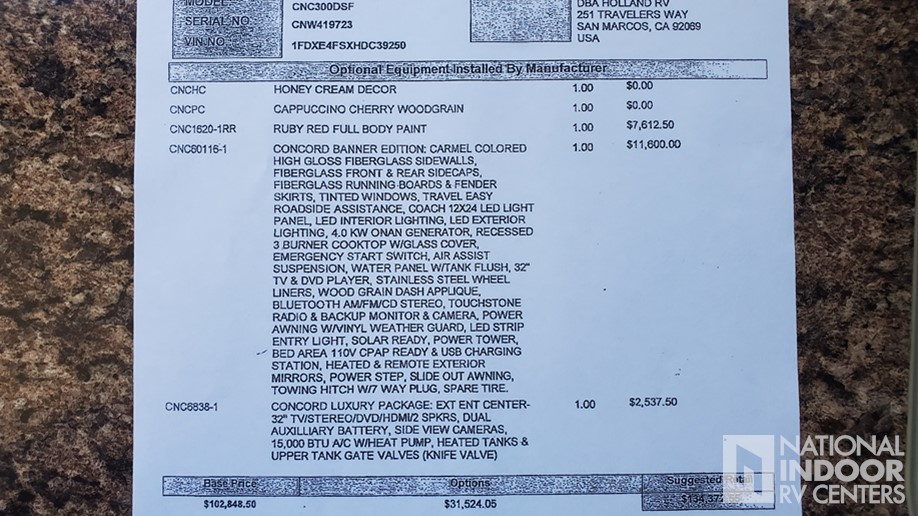 MODEL CNC300DSF
SERIAL NO. CNW419723
VIN NO. 1FDXE4FSXHDC39250
DBA HOLLAND RV
251 TRAVELERS WAY
SAN MARCOS, CA 92069
USA
Optional Equipment Installed By Manufacturer
CNCHC HONEY CREAM DECOR 1.00 $0.00
CNCPC CAPPUCCINO CHERRY WOODGRAIN 1.00 $0.00
CNC1620-1RR RUBY RED FULL BODY PAINT 1.00 $7,612.50
CNC60116-1 CONCORD BANNER EDITION: CARMEL COLORED 1.00 $11,600.00
HIGH GLOSS FIBERGLASS SIDEWALLS,
FIBERGLASS FRONT & REAR SIDECAPS,
FIBERGLASS RUNNING BOARDS & FENDER
SKIRTS, TINTED WINDOWS, TRAVEL EASY
ROADSIDE ASSISTANCE, COACH 12X24 LED LIGHT
PANEL, LED INTERIOR LIGHTING, LED EXTERIOR
LIGHTING, 4.0 KW ONAN GENERATOR, RECESSED
3 BURNER COOKTOP W/GLASS COVER,
EMERGENCY START SWITCH, AIR ASSIST
SUSPENSION, WATER PANEL W/TANK FLUSH, 32"
TV & DVD PLAYER, STAINLESS STEEL WHEEL
LINERS, WOOD GRAIN DASH APPLIQUE,
BLUETOOTH AM/FM/CD STEREO, TOUCHSTONE
RADIO & BACKUP MONITOR & CAMERA, POWER
AWNING W/VINYL WEATHER GUARD, LED STRIP
ENTRY LIGHT, SOLAR READY, POWER TOWER,
BED AREA 110V CPAP READY & USB CHARGING
STATION, HEATED & REMOTE EXTERIOR
MIRRORS, POWER STEP, SLIDE OUT AWNING,
TOWING HITCH W/7 WAY PLUG, SPARE TIRE.
CNC6838-1 CONCORD LUXURY PACKAGE: EXT ENT CENTER- 1.00 $2,537.50
32" TV/STEREO/DVD/HDMI/2 SPKRS, DUAL
AUXILLIARY BATTERY, SIDE VIEW CAMERAS,
15,000 BTU A/C W/HEAT PUMP, HEATED TANKS &
UPPER TANK GATE VALVES (KNIFE VALVE)
Base Price Options Suggested Retail
$102,848.50 $31,524.05
NATIONAL
INDOOR
RV CENTERS